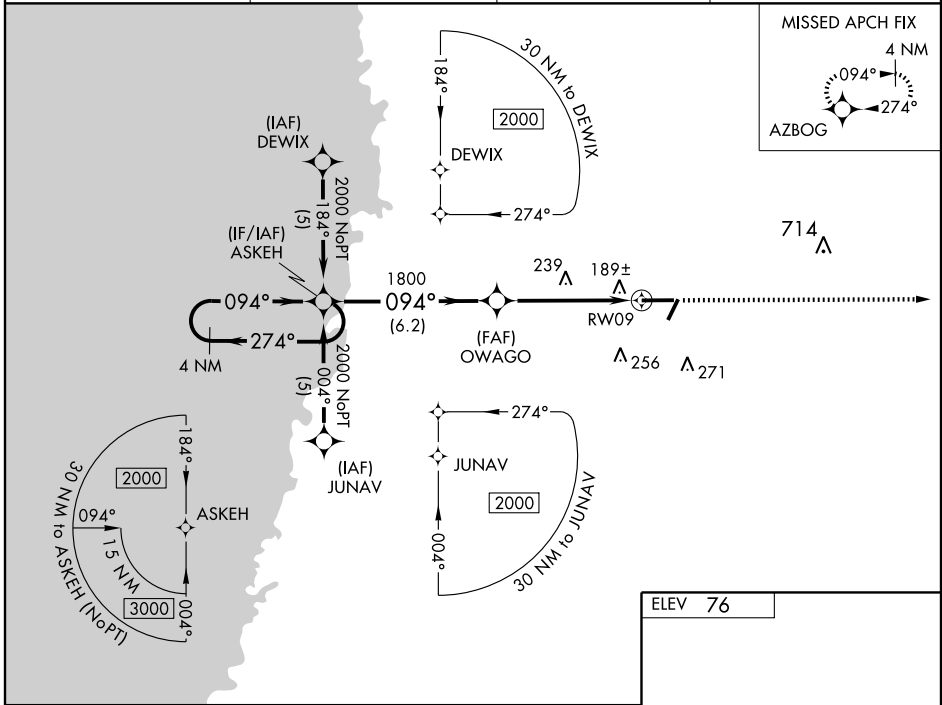 MISSED APCH FIX
4 NM
094°
274°
AZBOG
30 NM to DEWIX
184°
2000
DEWIX
274°
(IAF)
DEWIX
2000 NoPT
184°
(5)
(IF/IAF)
ASKEH
094°
274°
4 NM
1800
094°
(6.2)
(FAF)
OWAGO
239
189±
RW09
714
256
271
2000 NoPT
004°
(5)
(IAF)
JUNAV
274°
JUNAV
2000
004°
30 NM to JUNAV
184°
2000
ASKEH
094°
15 NM
3000
004°
30 NM to ASKEH (NoPT)
ELEV 76